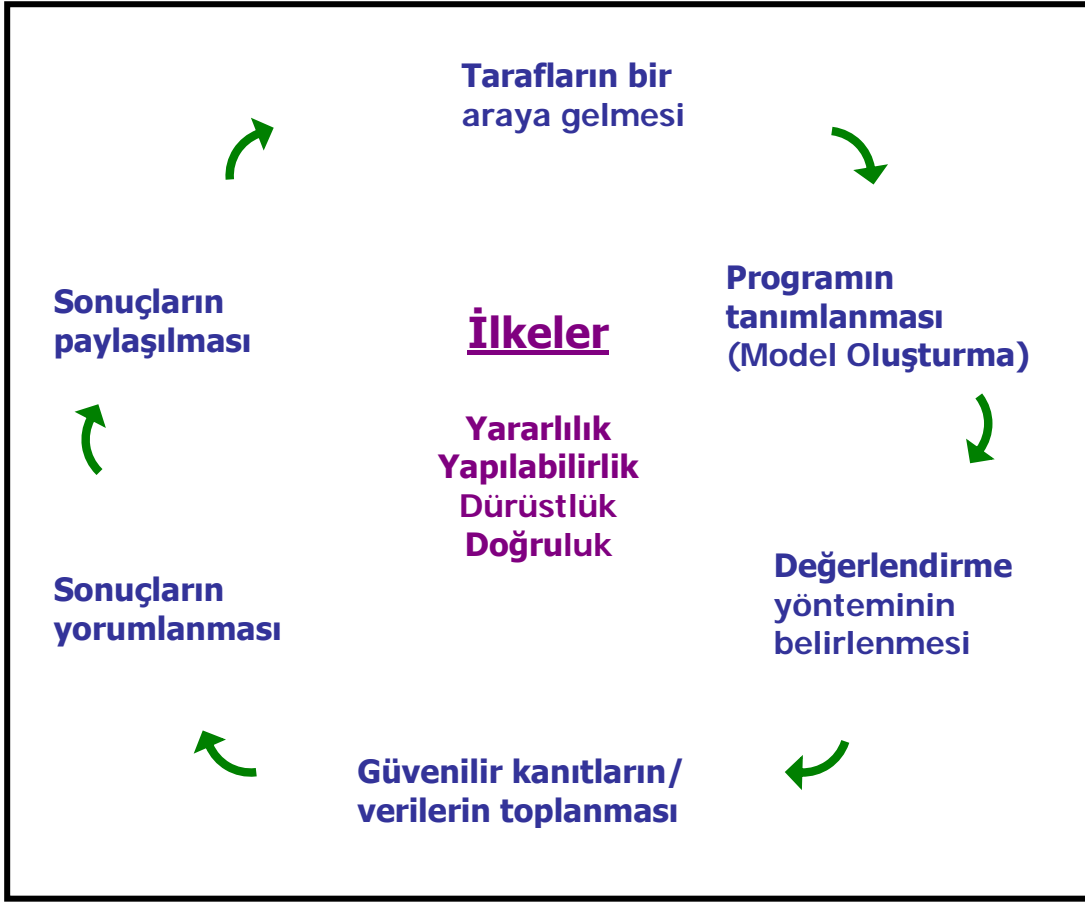 Tarafların bir
araya gelmesi
Programın
tanımlanması
(Model Oluşturma)
Değerlendirme
yönteminin
belirlenmesi
Güvenilir kanıtların/
verilerin toplanması
Sonuçların
yorumlanması
Sonuçların
paylaşılması
İlkeler
Yararlılık
Yapılabilirlik
Dürüstlük
Doğruluk